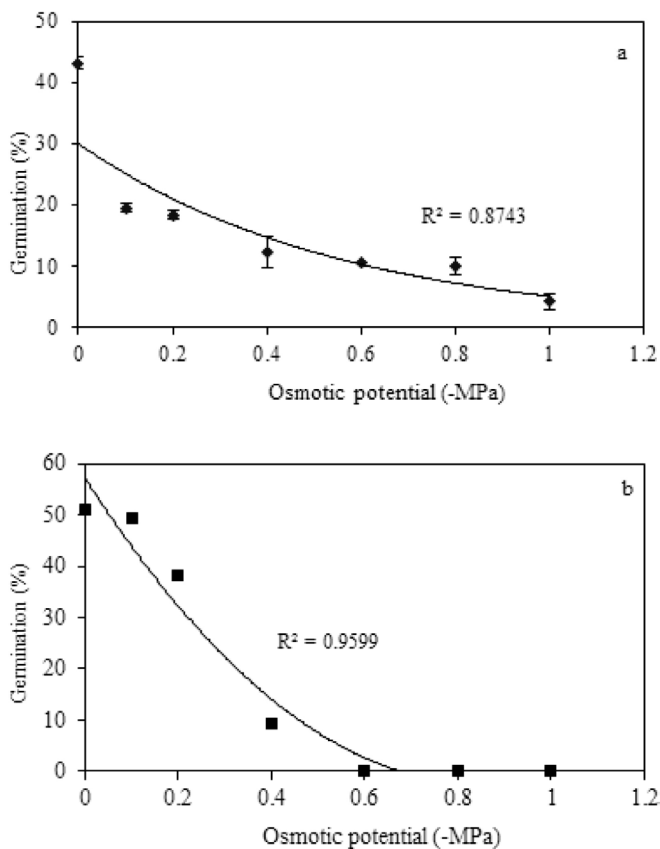 50
a
40
30
20
10
0
Germination (%)
R² = 0.8743
0 0.2 0.4 0.6 0.8 1 1.2
Osmotic potential (-MPa)
60
b
50
40
30
20
10
0
Germination (%)
R² = 0.9599
0 0.2 0.4 0.6 0.8 1 1.2
Osmotic potential (-MPa)